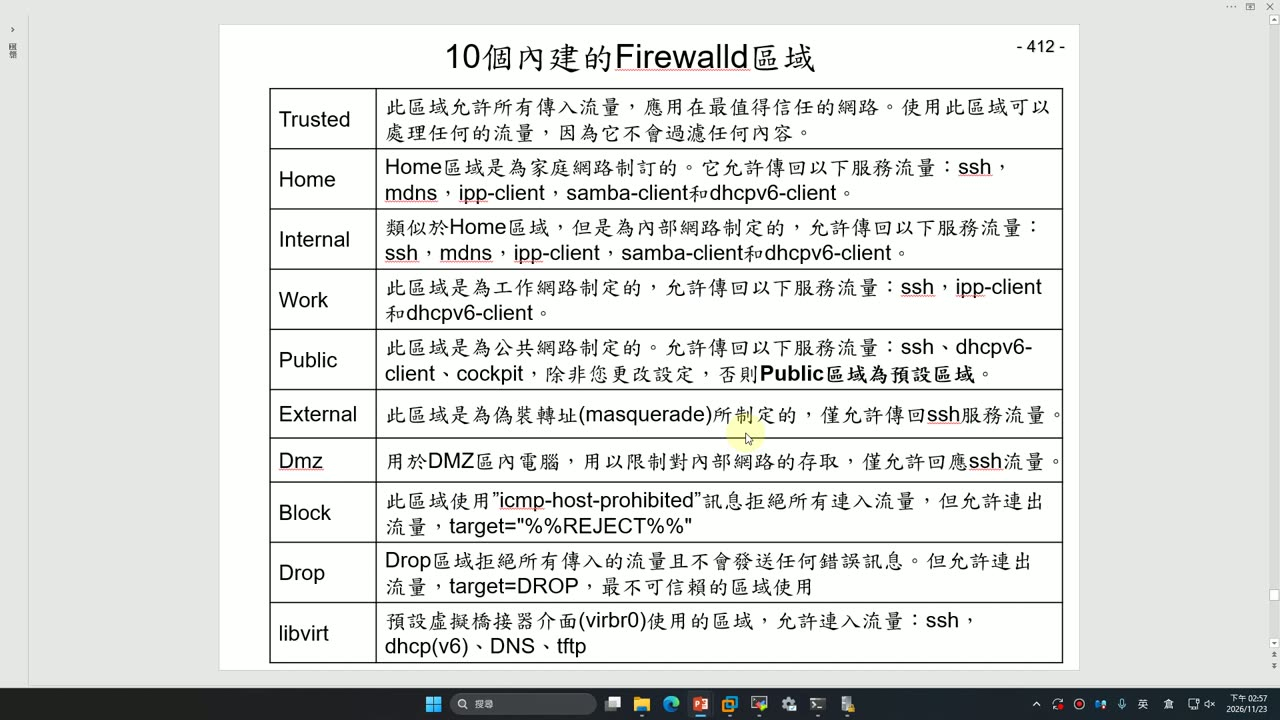 10個內建的Firewalld區域
- 412 -
Trusted
此區域允許所有傳入流量，應用在最值得信任的網路。使用此區域可以
處理任何的流量，因為它不會過濾任何內容。
Home
Home區域是為家庭網路制訂的。它允許傳回以下服務流量：ssh，
mdns，ipp-client，samba-client和dhcpv6-client。
Internal
類似於Home區域，但是為內部網路制定的，允許傳回以下服務流量：
ssh，mdns，ipp-client，samba-client和dhcpv6-client。
Work
此區域是為工作網路制定的，允許傳回以下服務流量：ssh，ipp-client
和dhcpv6-client。
Public
此區域是為公共網路制定的。允許傳回以下服務流量：ssh、dhcpv6-
client、cockpit，除非您更改設定，否則Public區域為預設區域。
External
此區域是為偽裝轉址(masquerade)所制定的，僅允許傳回ssh服務流量。
Dmz
用於DMZ區內電腦，用以限制對內部網路的存取，僅允許回應ssh流量。
Block
此區域使用”icmp-host-prohibited”訊息拒絕所有連入流量，但允許連出
流量，target="%%REJECT%%"
Drop
Drop區域拒絕所有傳入的流量且不會發送任何錯誤訊息。但允許連出
流量，target=DROP，最不可信賴的區域使用
libvirt
預設虛擬橋接器介面(virbr0)使用的區域，允許連入流量：ssh，
dhcp(v6)、DNS、tftp
搜尋
英
下午 02:57
2026/11/23